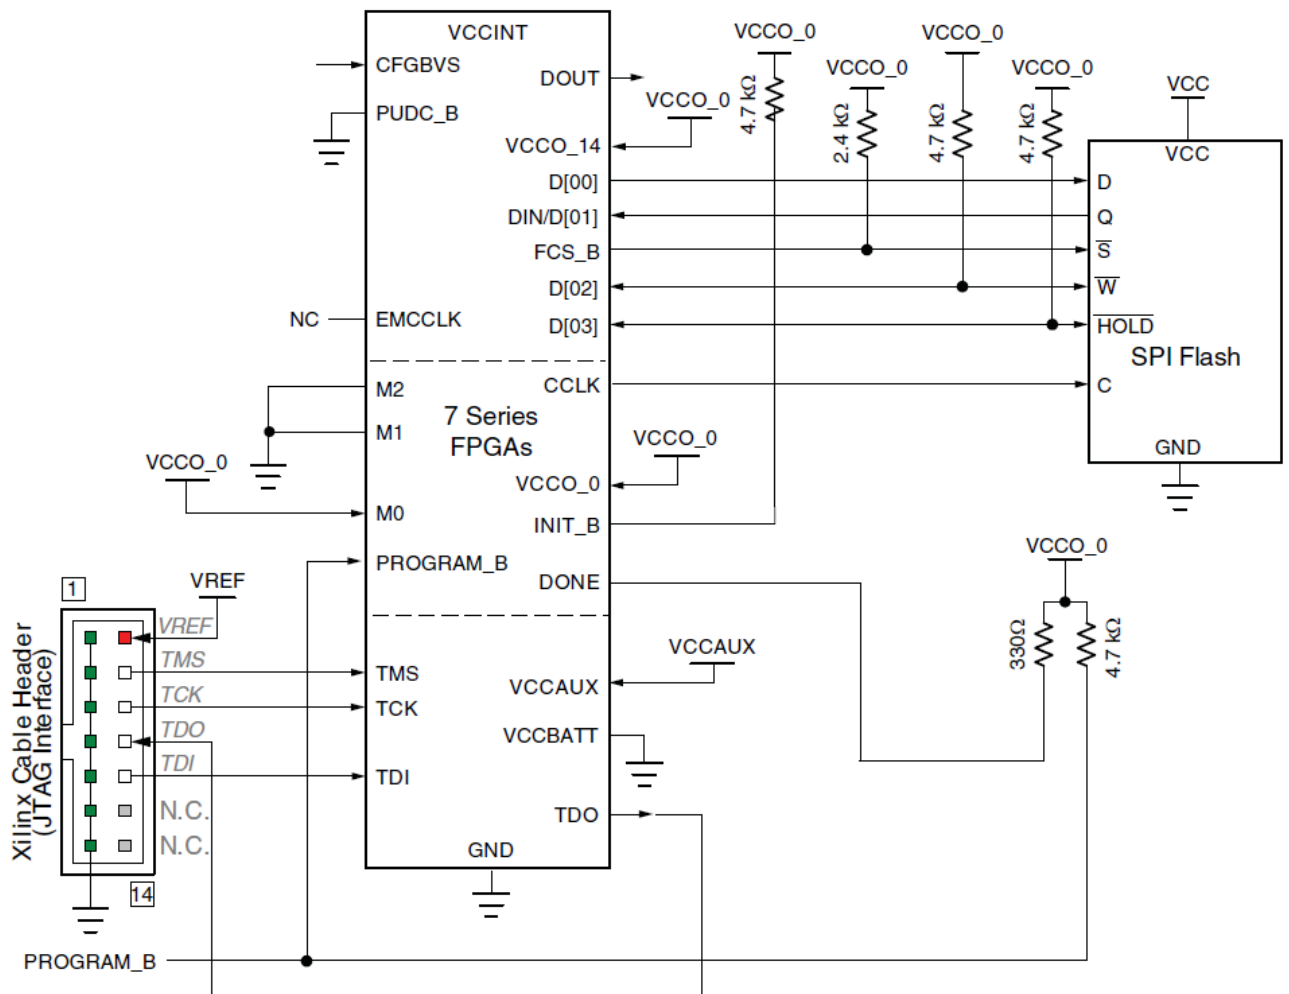 VCCINT
CFGBVS
PUDC_B
DOUT
VCCO_14
D[00]
DIN/D[01]
FCS_B
D[02]
D[03]
NC
EMCCLK
M2
M1
CCLK
7 Series
FPGAs
VCCO_0
M0
VCCO_0
INIT_B
PROGRAM_B
DONE
TMS
TCK
TDI
VCCAUX
VCCBATT
TDO
GND
VCCO_0
VCCO_0
VCCO_0
4.7 kΩ
VCCO_0
2.4 kΩ
VCCO_0
4.7 kΩ
VCCO_0
4.7 kΩ
VCC
VCC
D
Q
S
W
HOLD
SPI Flash
C
GND
VCCO_0
330Ω
4.7 kΩ
VCCAUX
VREF
1
VREF
TMS
TCK
TDO
TDI
N.C.
N.C.
14
Xilinx Cable Header
(JTAG Interface)
PROGRAM_B